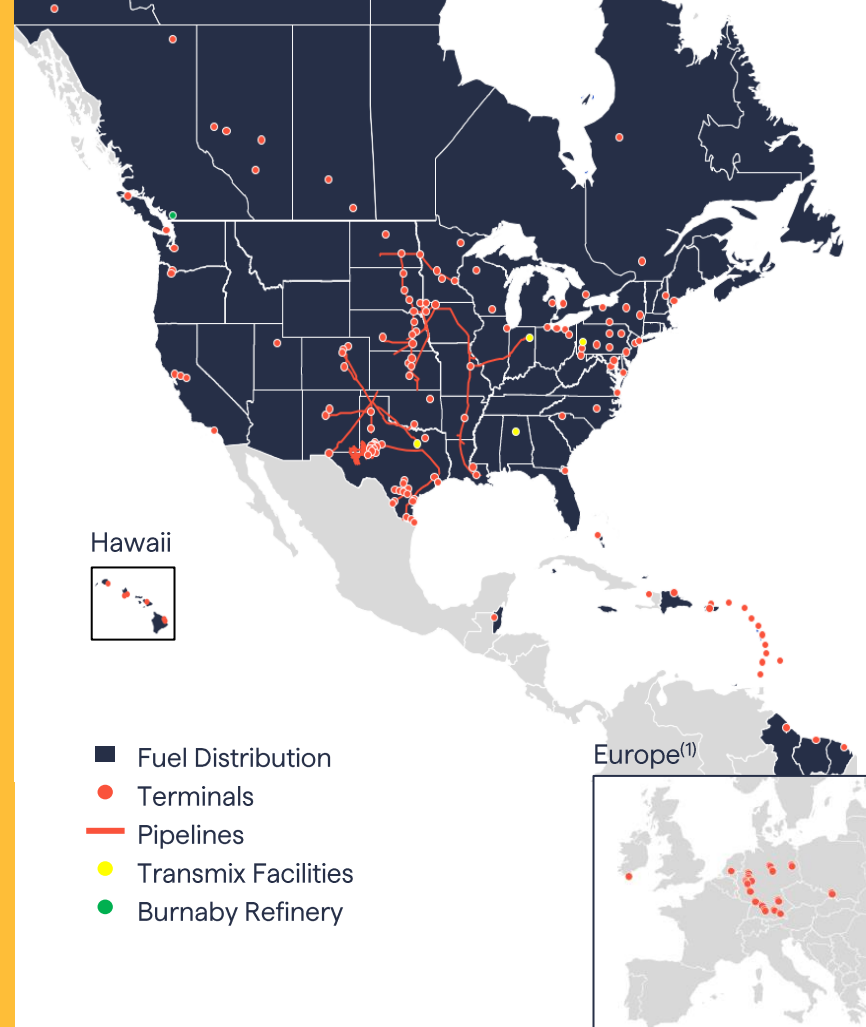 Hawaii
Europe(1)
Fuel Distribution
Terminals
Pipelines
Transmix Facilities
Burnaby Refinery